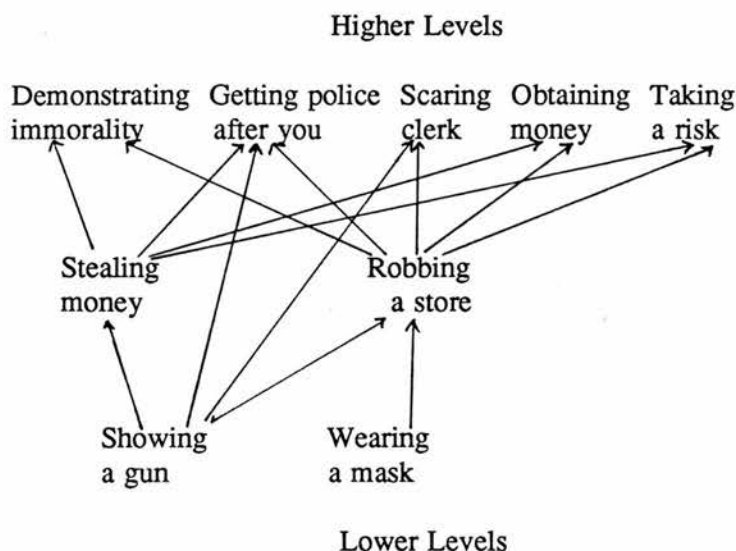 Higher Levels
Demonstrating Getting police Scaring Obtaining Taking
immorality after you clerk money a risk
Stealing Robbing
money a store
Showing Wearing
a gun a mask
Lower Levels